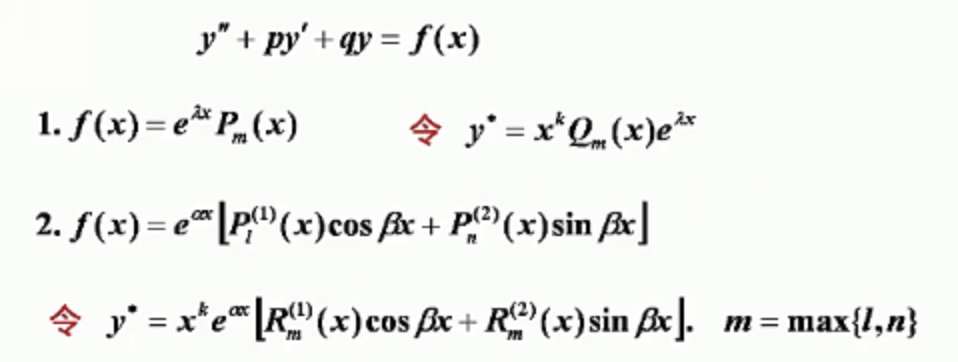 y″ + py′ + qy = f(x)
1. f(x) = e^{λx} P_m(x)   令 y* = x^k Q_m(x)e^{λx}
2. f(x) = e^{αx}[P_l^{(1)}(x)cos βx + P_n^{(2)}(x)sin βx]
令 y* = x^k e^{αx}[R_m^{(1)}(x)cos βx + R_m^{(2)}(x)sin βx]. m = max{l,n}